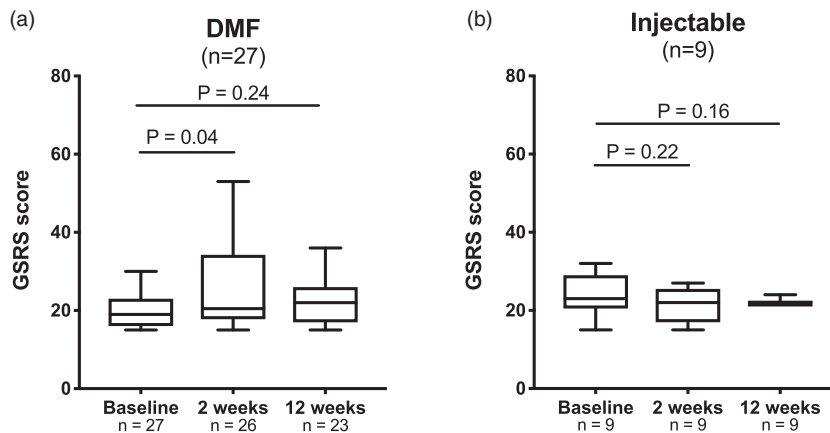 (a)
DMF
(n=27)
GSRS score
80
60
40
20
0
P = 0.24
P = 0.04
Baseline 2 weeks 12 weeks
n = 27 n = 26 n = 23
(b)
Injectable
(n=9)
GSRS score
80
60
40
20
0
P = 0.16
P = 0.22
Baseline 2 weeks 12 weeks
n = 9 n = 9 n = 9